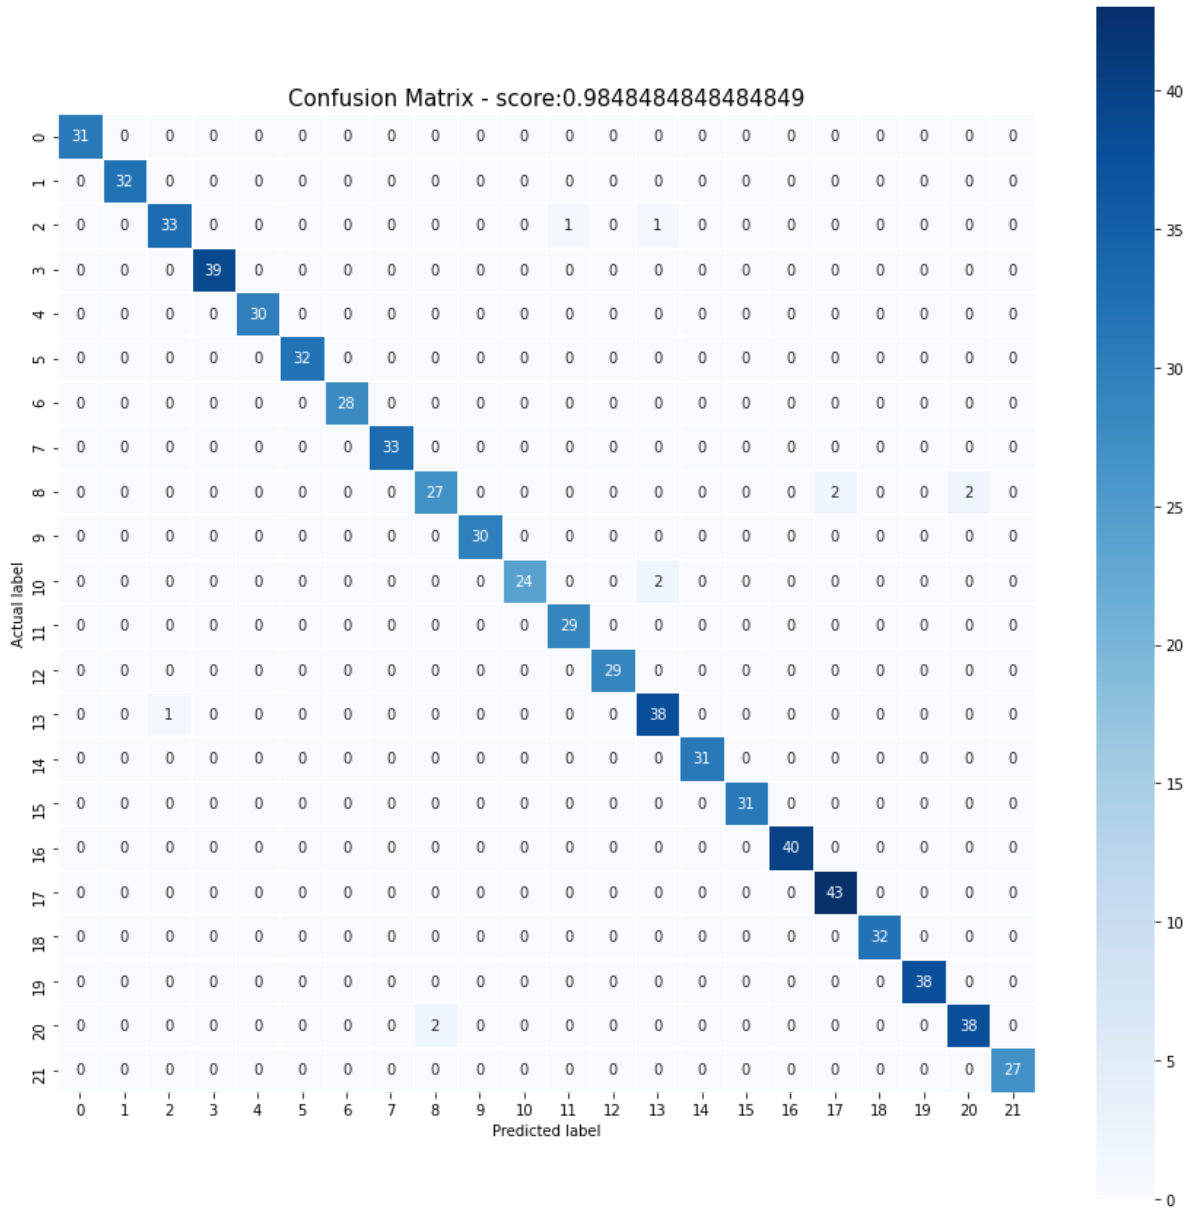 Confusion Matrix - score:0.9848484848484849
0 31 0 0 0 0 0 0 0 0 0 0 0 0 0 0 0 0 0 0 0 0 0
1 0 32 0 0 0 0 0 0 0 0 0 0 0 0 0 0 0 0 0 0 0 0
2 0 0 33 0 0 0 0 0 0 0 0 1 0 1 0 0 0 0 0 0 0 0
3 0 0 0 39 0 0 0 0 0 0 0 0 0 0 0 0 0 0 0 0 0 0
4 0 0 0 0 30 0 0 0 0 0 0 0 0 0 0 0 0 0 0 0 0 0
5 0 0 0 0 0 32 0 0 0 0 0 0 0 0 0 0 0 0 0 0 0 0
6 0 0 0 0 0 0 28 0 0 0 0 0 0 0 0 0 0 0 0 0 0 0
7 0 0 0 0 0 0 0 33 0 0 0 0 0 0 0 0 0 0 0 0 0 0
8 0 0 0 0 0 0 0 0 27 0 0 0 0 0 0 0 0 2 0 0 2 0
9 0 0 0 0 0 0 0 0 0 30 0 0 0 0 0 0 0 0 0 0 0 0
10 0 0 0 0 0 0 0 0 0 0 24 0 0 2 0 0 0 0 0 0 0 0
11 0 0 0 0 0 0 0 0 0 0 0 29 0 0 0 0 0 0 0 0 0 0
12 0 0 0 0 0 0 0 0 0 0 0 0 29 0 0 0 0 0 0 0 0 0
13 0 0 1 0 0 0 0 0 0 0 0 0 0 38 0 0 0 0 0 0 0 0
14 0 0 0 0 0 0 0 0 0 0 0 0 0 0 31 0 0 0 0 0 0 0
15 0 0 0 0 0 0 0 0 0 0 0 0 0 0 0 31 0 0 0 0 0 0
16 0 0 0 0 0 0 0 0 0 0 0 0 0 0 0 0 40 0 0 0 0 0
17 0 0 0 0 0 0 0 0 0 0 0 0 0 0 0 0 0 43 0 0 0 0
18 0 0 0 0 0 0 0 0 0 0 0 0 0 0 0 0 0 0 32 0 0 0
19 0 0 0 0 0 0 0 0 0 0 0 0 0 0 0 0 0 0 0 38 0 0
20 0 0 0 0 0 0 0 0 2 0 0 0 0 0 0 0 0 0 0 0 38 0
21 0 0 0 0 0 0 0 0 0 0 0 0 0 0 0 0 0 0 0 0 0 27
0 1 2 3 4 5 6 7 8 9 10 11 12 13 14 15 16 17 18 19 20 21
Predicted label
Actual label
40
35
30
25
20
15
10
5
0